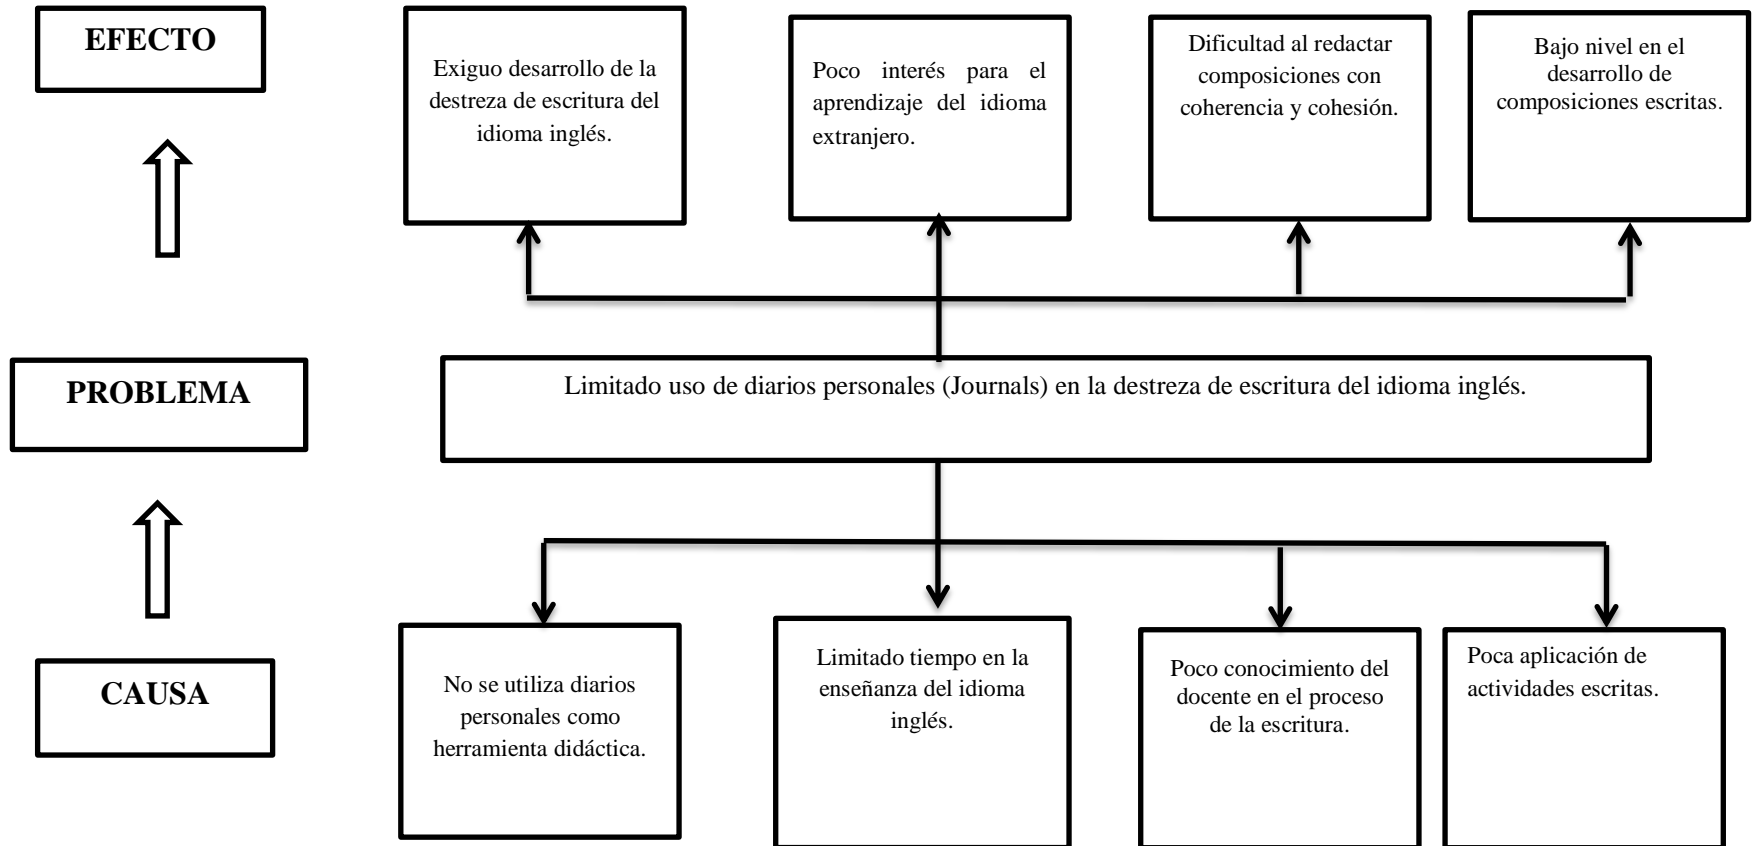 EFECTO
Exiguo desarrollo de la
destreza de escritura del
idioma inglés.
Poco interés para el
aprendizaje del idioma
extranjero.
Dificultad al redactar
composiciones con
coherencia y cohesión.
Bajo nivel en el
desarrollo de
composiciones escritas.
PROBLEMA
Limitado uso de diarios personales (Journals) en la destreza de escritura del idioma inglés.
CAUSA
No se utiliza diarios
personales como
herramienta didáctica.
Limitado tiempo en la
enseñanza del idioma
inglés.
Poco conocimiento del
docente en el proceso
de la escritura.
Poca aplicación de
actividades escritas.